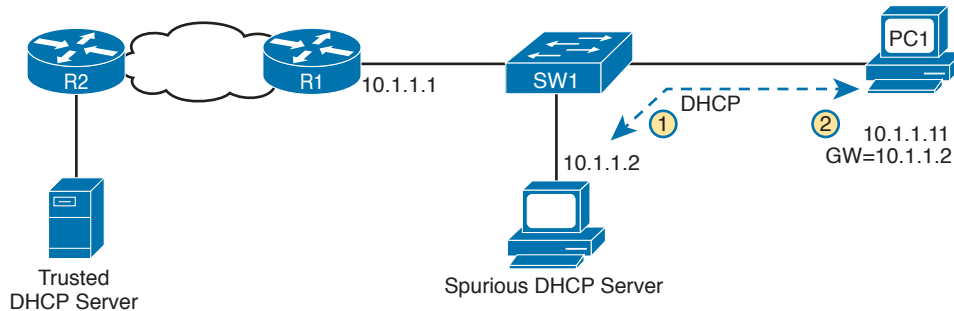 R2
R1
10.1.1.1
SW1
PC1
DHCP
1
2
10.1.1.11
GW=10.1.1.2
10.1.1.2
Trusted
DHCP Server
Spurious DHCP Server